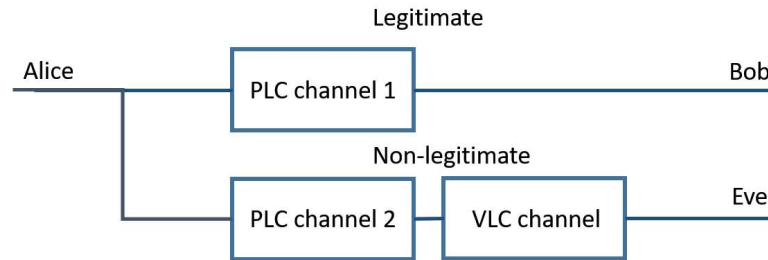 Legitimate
Alice
PLC channel 1
Bob
Non-legitimate
PLC channel 2
VLC channel
Eve